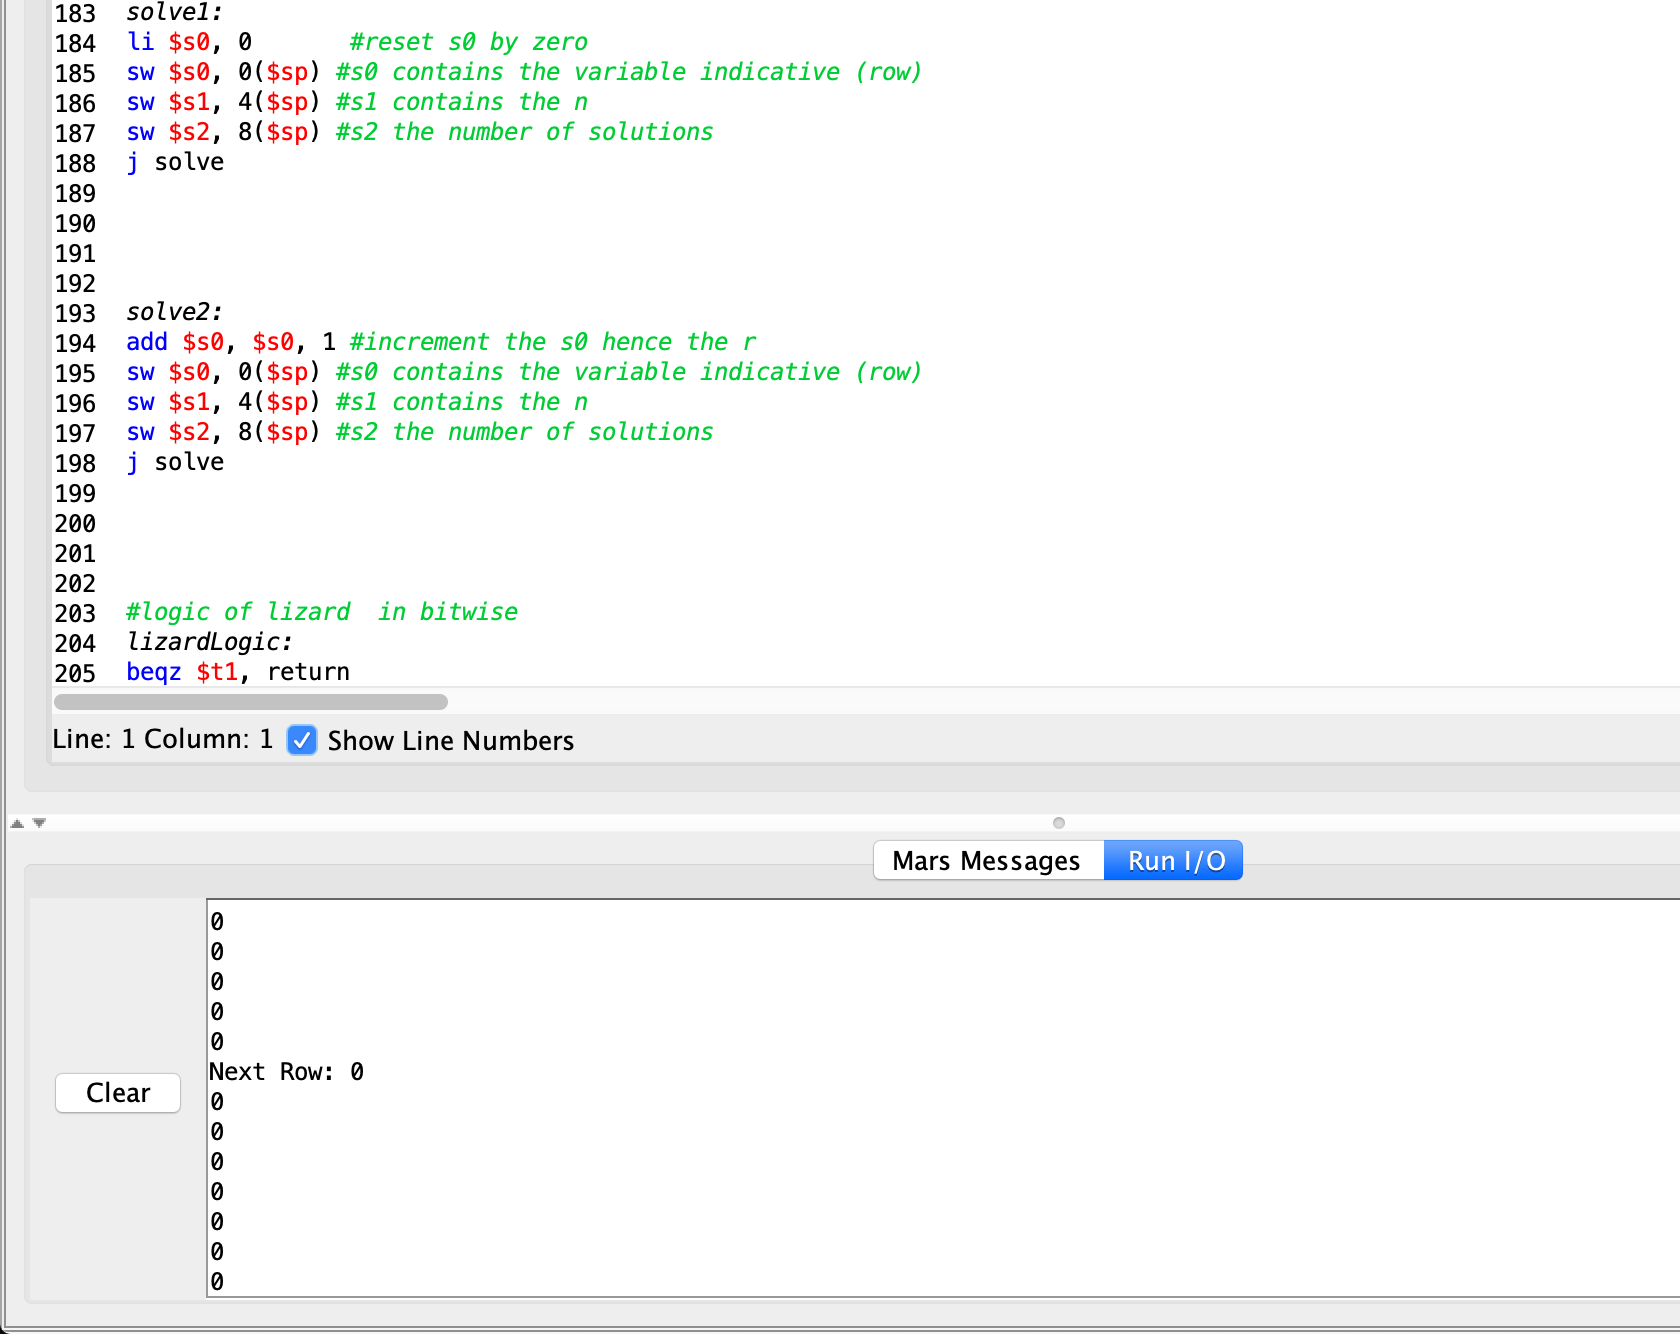 183 solve1:
184 li $s0, 0 #reset s0 by zero
185 sw $s0, 0($sp) #s0 contains the variable indicative (row)
186 sw $s1, 4($sp) #s1 contains the n
187 sw $s2, 8($sp) #s2 the number of solutions
188 j solve
189
190
191
192
193 solve2:
194 add $s0, $s0, 1 #increment the s0 hence the r
195 sw $s0, 0($sp) #s0 contains the variable indicative (row)
196 sw $s1, 4($sp) #s1 contains the n
197 sw $s2, 8($sp) #s2 the number of solutions
198 j solve
199
200
201
202
203 #logic of lizard  in bitwise
204 lizardLogic:
205 beqz $t1, return
Line: 1 Column: 1 Show Line Numbers
Mars Messages Run I/O
0
0
0
0
0
Next Row: 0
0
0
0
0
0
0
0
Clear